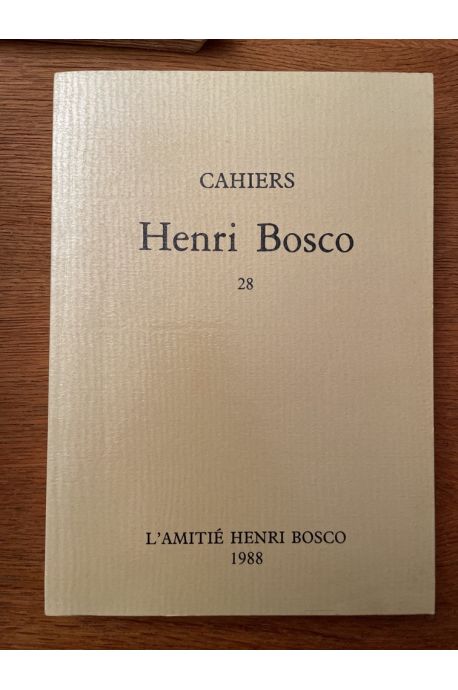 CAHIERS
Henri Bosco
28
L'AMITIÉ HENRI BOSCO
1988